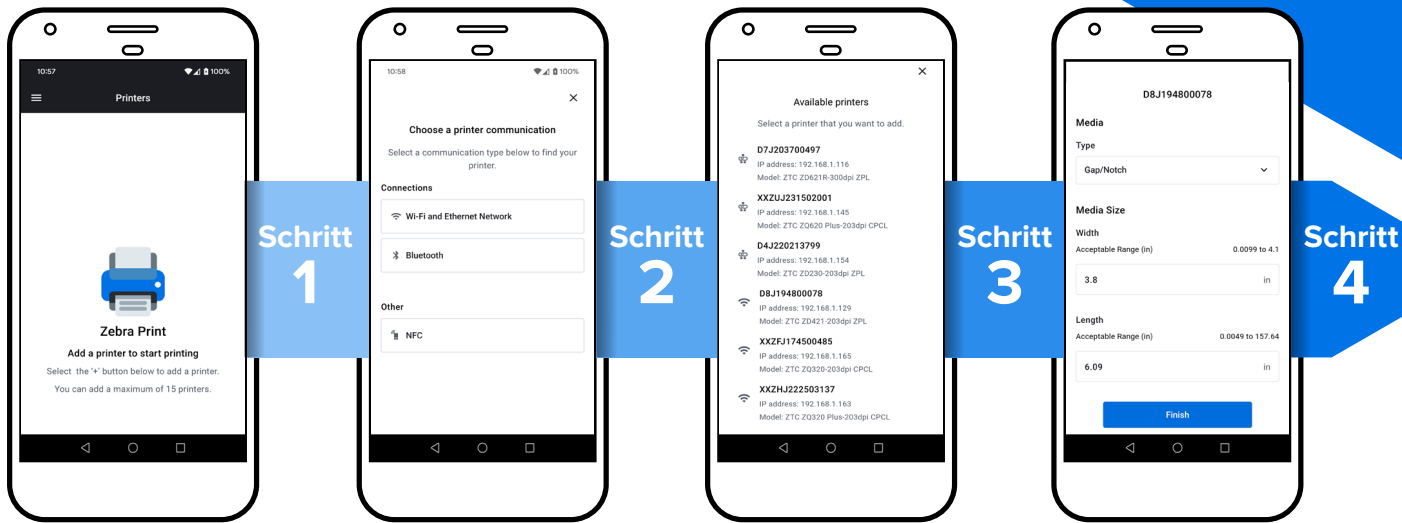 10:57
100%
Printers
Zebra Print
Add a printer to start printing
Select the '+' button below to add a printer.
You can add a maximum of 15 printers.
Schritt
1
10:58
100%
Choose a printer communication
Select a communication type below to find your
printer.
Connections
Wi-Fi and Ethernet Network
Bluetooth
Other
NFC
Schritt
2
Available printers
Select a printer that you want to add.
D7J203700497
IP address: 192.168.1.116
Model: ZTC ZD621R-300dpi ZPL
XXZUJ231502001
IP address: 192.168.1.145
Model: ZTC ZQ620 Plus-203dpi CPCL
D4J220213799
IP address: 192.168.1.154
Model: ZTC ZD230-203dpi ZPL
D8J194800078
IP address: 192.168.1.129
Model: ZTC ZD421-203dpi ZPL
XXZFJ174500485
IP address: 192.168.1.165
Model: ZTC ZQ320-203dpi CPCL
XXZHJ222503137
IP address: 192.168.1.163
Model: ZTC ZQ320 Plus-203dpi CPCL
Schritt
3
D8J194800078
Media
Type
Gap/Notch
Media Size
Width
Acceptable Range (in) 0.0099 to 4.1
3.8 in
Length
Acceptable Range (in) 0.0049 to 157.64
6.09 in
Finish
Schritt
4